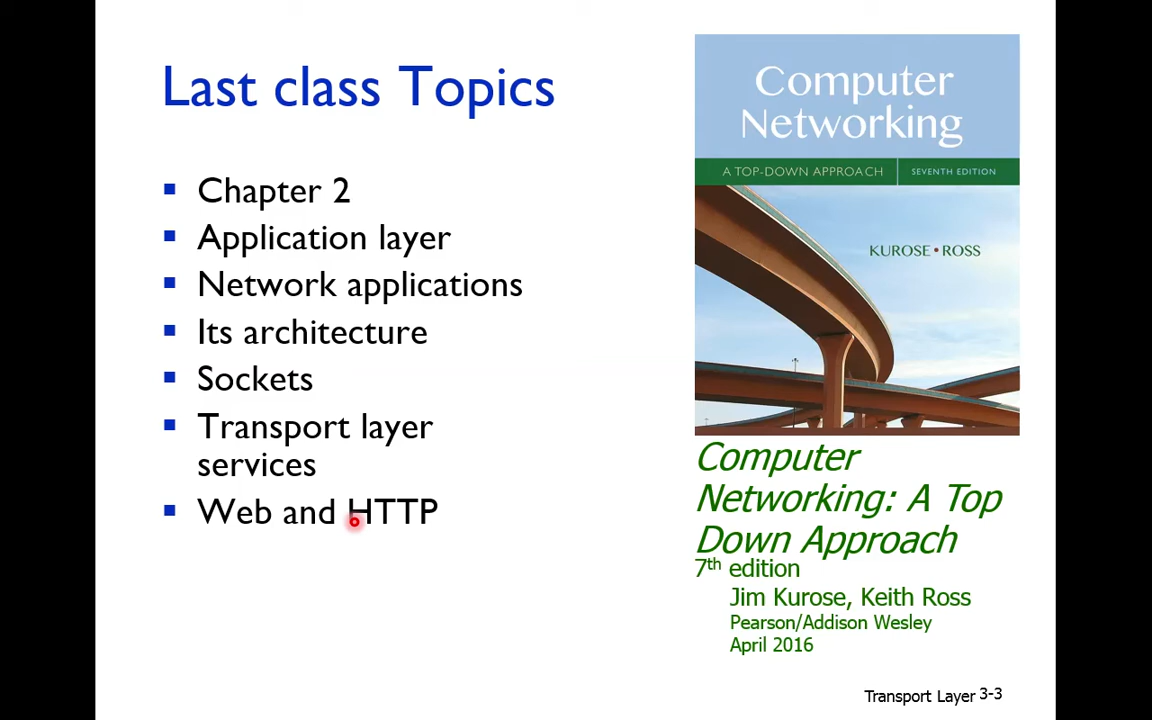 Last class Topics
Chapter 2
Application layer
Network applications
Its architecture
Sockets
Transport layer
services
Web and HTTP
Computer
Networking
A TOP-DOWN APPROACH
SEVENTH EDITION
KUROSE • ROSS
Computer
Networking: A Top
Down Approach
7th edition
Jim Kurose, Keith Ross
Pearson/Addison Wesley
April 2016
Transport Layer 3-3